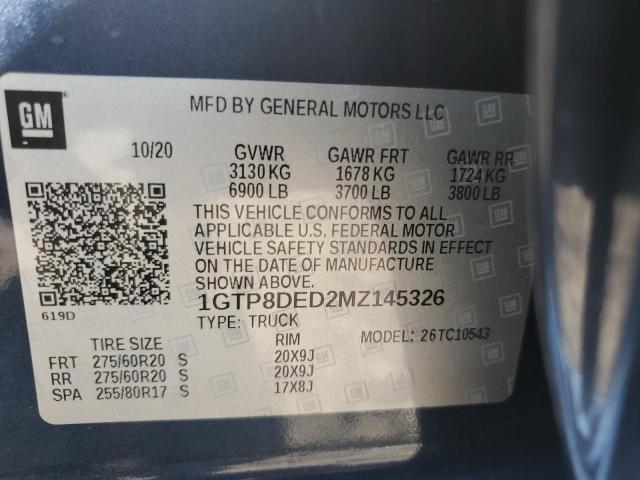 GM
MFD BY GENERAL MOTORS LLC
10/20 GVWR GAWR FRT GAWR RR
3130 KG 1678 KG 1724 KG
6900 LB 3700 LB 3800 LB
THIS VEHICLE CONFORMS TO ALL
APPLICABLE U.S. FEDERAL MOTOR
VEHICLE SAFETY STANDARDS IN EFFECT
ON THE DATE OF MANUFACTURE
SHOWN ABOVE.
619D
1GTP8DED2MZ145326
TYPE: TRUCK
MODEL: 26TC10543
TIRE SIZE RIM
FRT 275/60R20 S 20X9J
RR 275/60R20 S 20X9J
SPA 255/80R17 S 17X8J